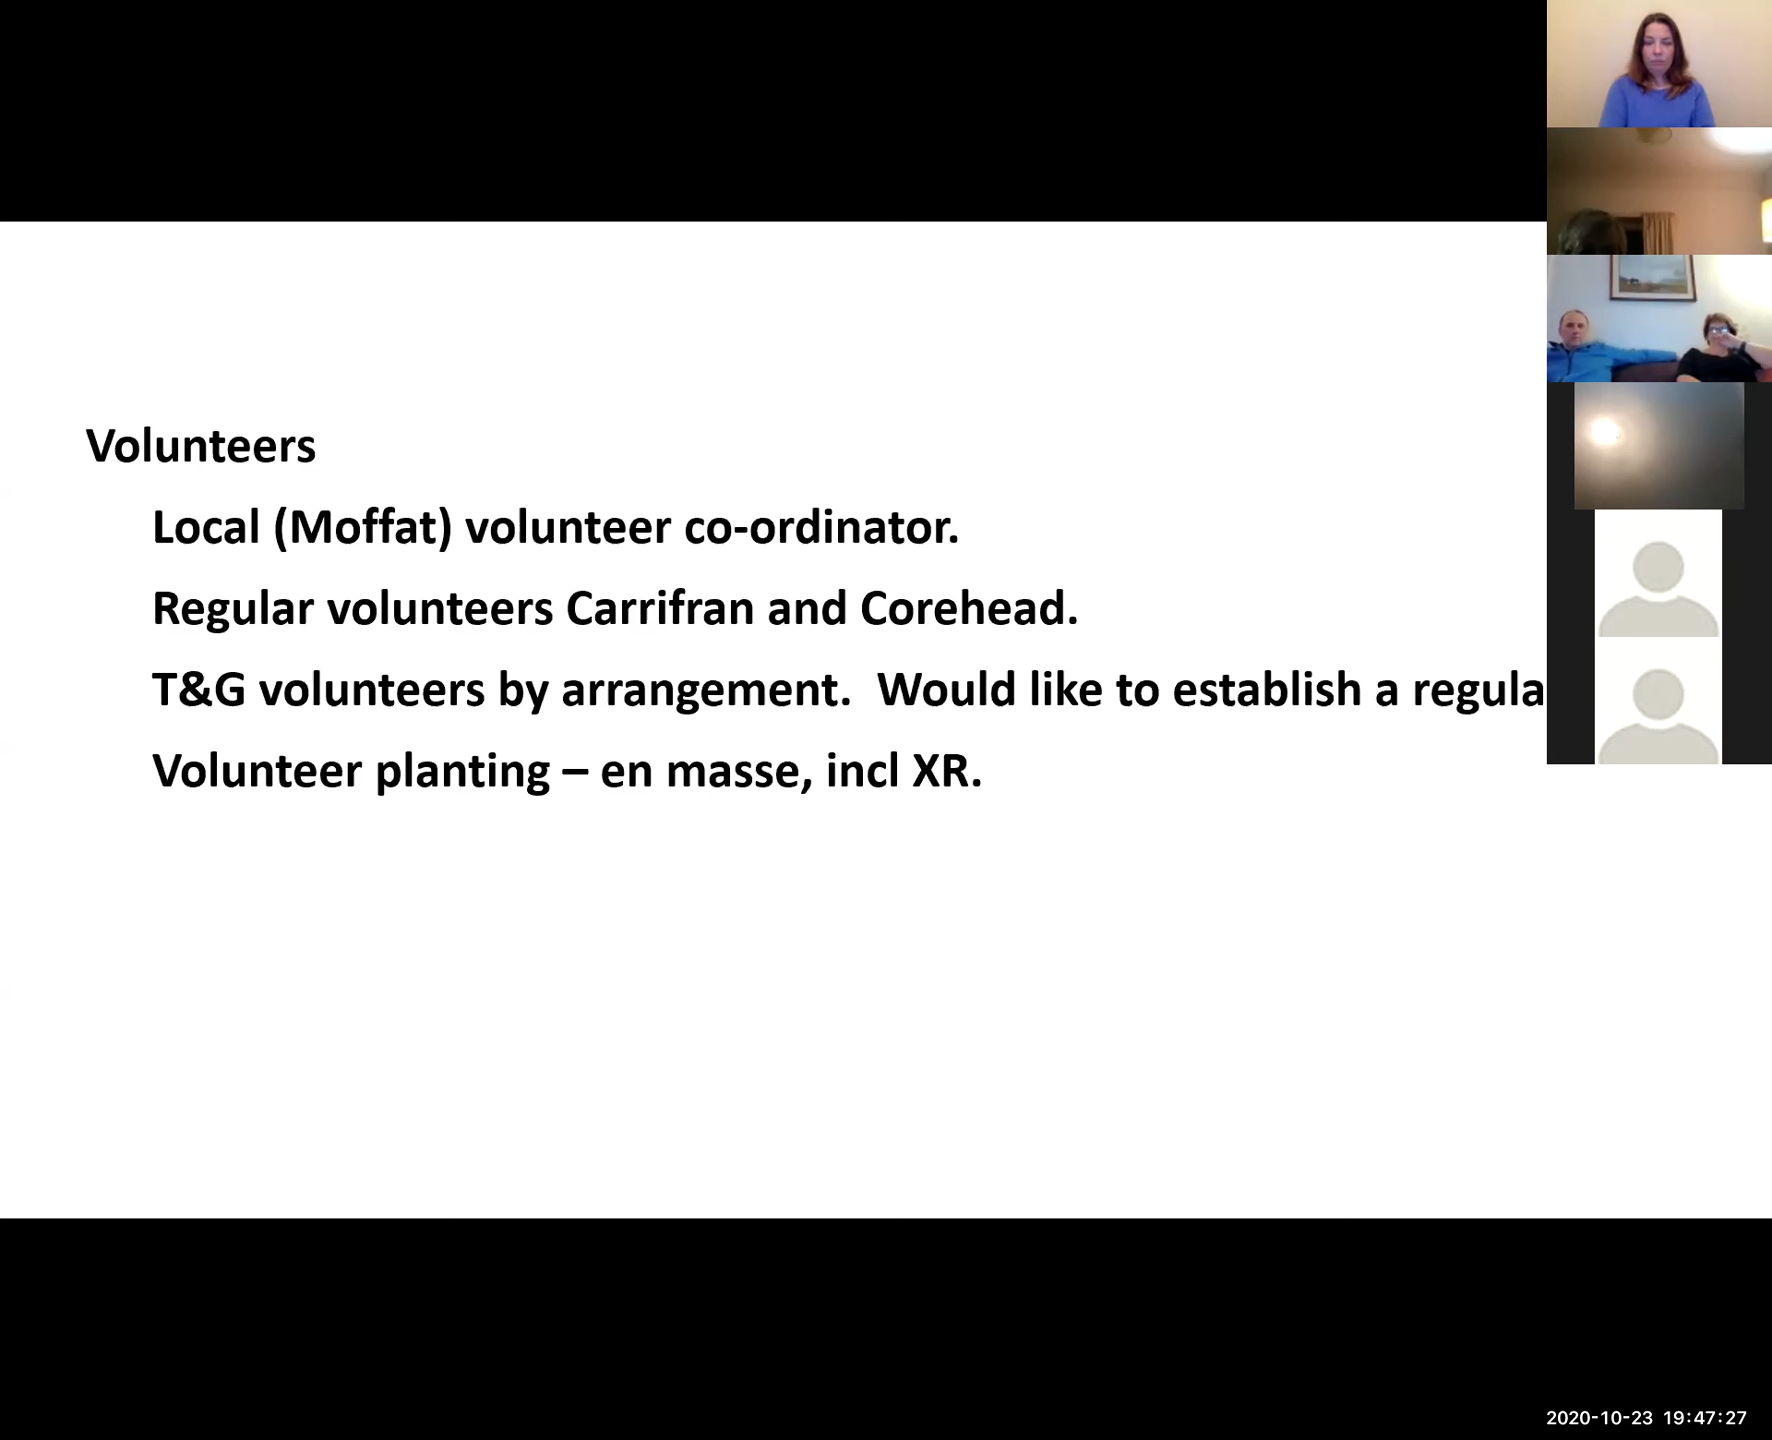 Volunteers
Local (Moffat) volunteer co-ordinator.
Regular volunteers Carrifran and Corehead.
T&G volunteers by arrangement.  Would like to establish a regula
Volunteer planting – en masse, incl XR.
2020-10-23 19:47:27